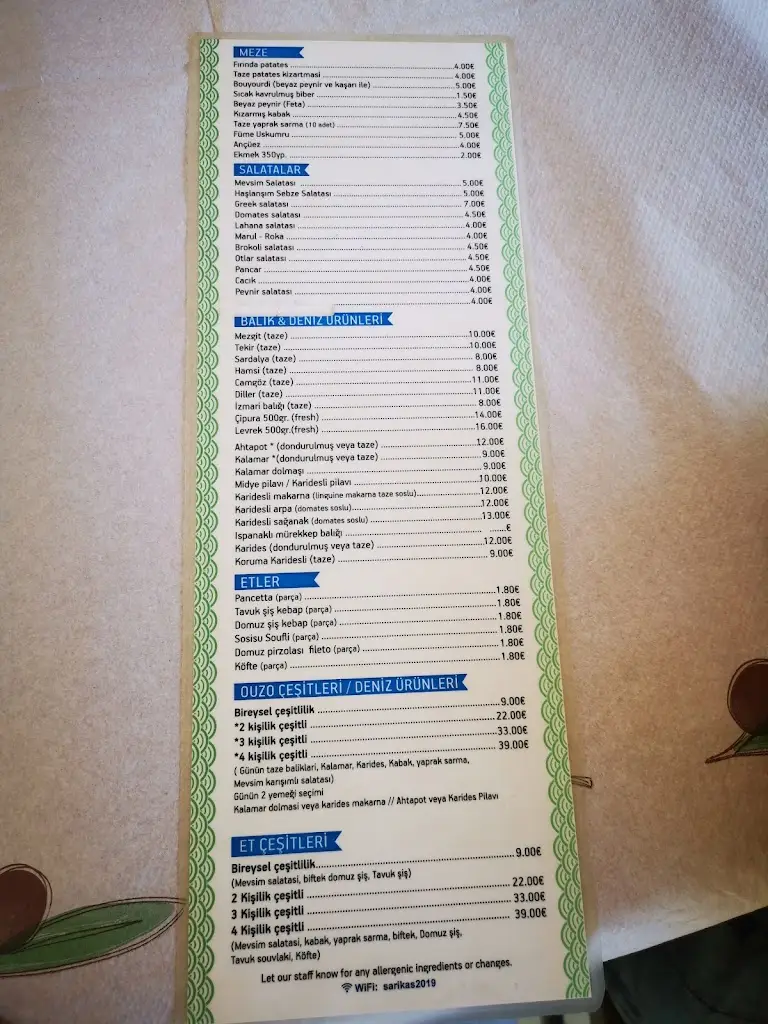 MEZE
Fırında patates 4.00€
Taze patates kizartmasi 4.00€
Bouyourdi (beyaz peynir ve kaşarı ile) 5.00€
Sıcak kavrulmuş biber 1.50€
Beyaz peynir (Feta) 3.50€
Kızarmış kabak 4.50€
Taze yaprak sarma (10 adet) 7.50€
Füme Uskumru 5.00€
Ançüez 4.00€
Ekmek 350γρ. 2.00€
SALATALAR
Mevsim Salatası 5.00€
Haşlanşım Sebze Salatası 5.00€
Greek salatası 7.00€
Domates salatası 4.50€
Lahana salatası 4.00€
Marul - Roka 4.00€
Brokoli salatası 4.50€
Otlar salatası 4.50€
Pancar 4.50€
Cacık 4.00€
Peynir salatası 4.00€
4.00€
BALIK & DENİZ ÜRÜNLERİ
Mezgit (taze) 10.00€
Tekir (taze) 10.00€
Sardalya (taze) 8.00€
Hamsi (taze) 8.00€
Camgöz (taze) 11.00€
Diller (taze) 11.00€
İzmari balığı (taze) 8.00€
Çipura 500gr. (fresh) 14.00€
Levrek 500gr.(fresh) 16.00€
Ahtapot * (dondurulmuş veya taze) 12.00€
Kalamar *(dondurulmuş veya taze) 9.00€
Kalamar dolmaşı 9.00€
Midye pilavı / Karidesli pilavı 10.00€
Karidesli makarna (linguine makarna taze soslu) 12.00€
Karidesli arpa (domates soslu) 12.00€
Karidesli sağanak (domates soslu) 13.00€
Ispanaklı mürekkep balığı ......€
Karides (dondurulmuş veya taze) 12.00€
Koruma Karidesli (taze) 9.00€
ETLER
Pancetta (parça) 1.80€
Tavuk şiş kebap (parça) 1.80€
Domuz şiş kebap (parça) 1.80€
Sosisu Soufli (parça) 1.80€
Domuz pirzolası fileto (parça) 1.80€
Köfte (parça) 1.80€
OUZO ÇEŞİTLERİ / DENİZ ÜRÜNLERİ
Bireysel çeşitlilik 9.00€
*2 kişilik çeşitli 22.00€
*3 kişilik çeşitli 33.00€
*4 kişilik çeşitli 39.00€
( Günün taze baliklari, Kalamar, Karides, Kabak, yaprak sarma,
Mevsim karışımlı salatası)
Günün 2 yemeği seçimi
Kalamar dolmasi veya karides makarna // Ahtapot veya Karides Pilavı
ET ÇEŞİTLERİ
Bireysel çeşitlilik 9.00€
(Mevsim salatasi, biftek domuz şiş, Tavuk şiş)
2 Kişilik çeşitli 22.00€
3 Kişilik çeşitli 33.00€
4 Kişilik çeşitli 39.00€
(Mevsim salatasi, kabak, yaprak sarma, biftek, Domuz şiş,
Tavuk souvlaki, Köfte)
Let our staff know for any allergenic ingredients or changes.
WiFi: sarikas2019